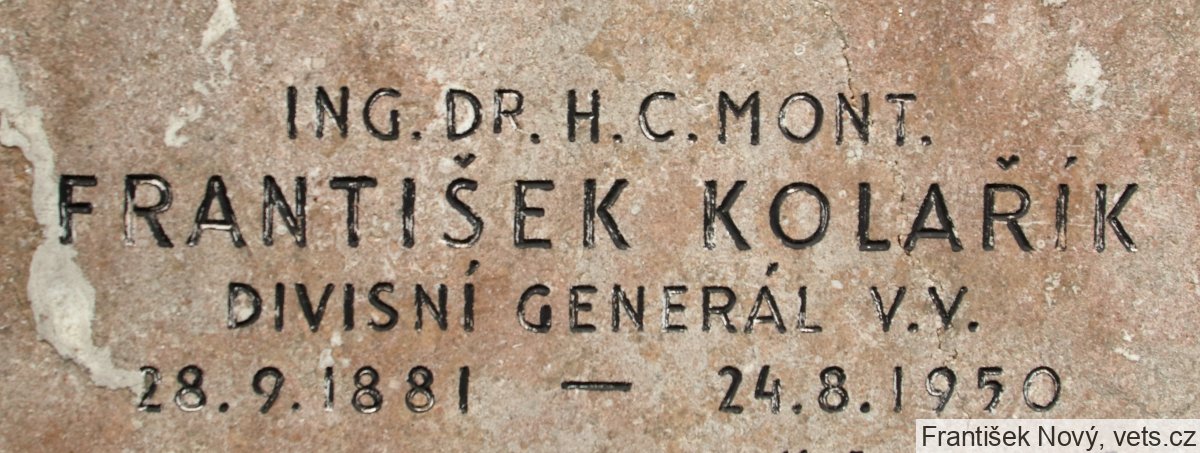 ING. DR. H. C. MONT.
FRANTIŠEK KOLAŘÍK
DIVISNÍ GENERÁL V.V.
28.9.1881 — 24.8.1950
František Nový, vets.cz